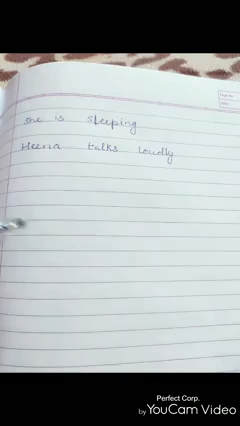 she is sleeping
Heena talks loudly
Perfect Corp.
by YouCam Video